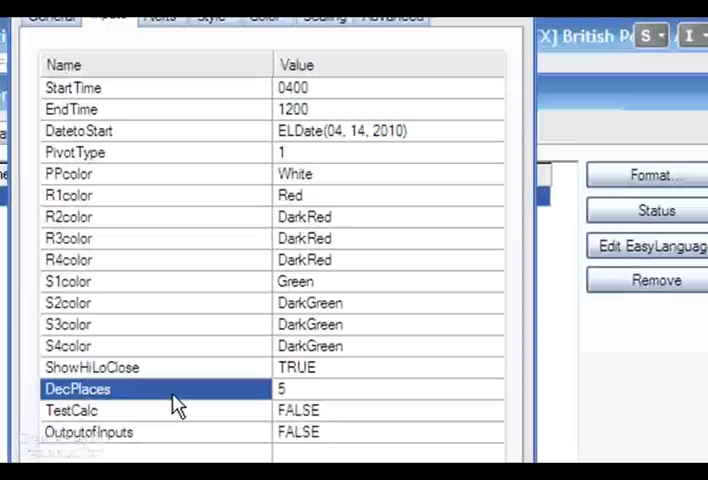 General Inputs Alerts Style Color Scaling Advanced
[X] British P
S I
Name Value
StartTime 0400
EndTime 1200
DatetoStart ELDate(04, 14, 2010)
PivotType 1
PPcolor White
R1color Red
R2color DarkRed
R3color DarkRed
R4color DarkRed
S1color Green
S2color DarkGreen
S3color DarkGreen
S4color DarkGreen
ShowHiLoClose TRUE
DecPlaces 5
TestCalc FALSE
OutputofInputs FALSE
Format...
Status
Edit EasyLanguag
Remove